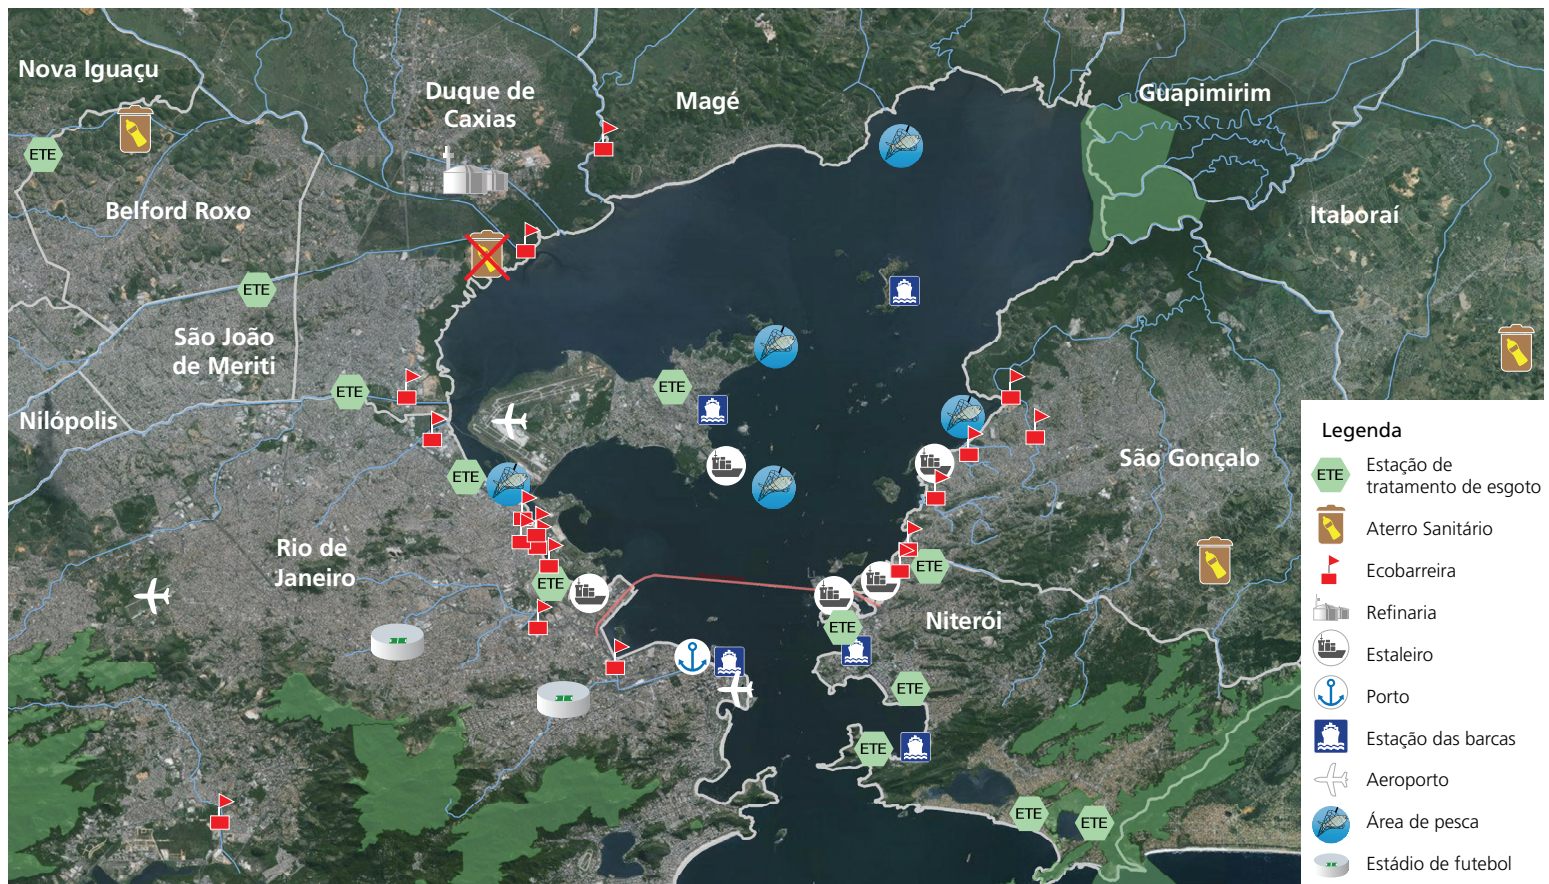 Nova Iguaçu
Duque de
Caxias
Magé
Guapimirim
ETE
Belford Roxo
Itaboraí
ETE
São João
de Meriti
ETE
ETE
Nilópolis
São Gonçalo
ETE
Rio de
Janeiro
ETE
ETE
Niterói
ETE
ETE
ETE
ETE
ETE
Legenda
ETE
Estação de
tratamento de esgoto
Aterro Sanitário
Ecobarreira
Refinaria
Estaleiro
Porto
Estação das barcas
Aeroporto
Área de pesca
Estádio de futebol